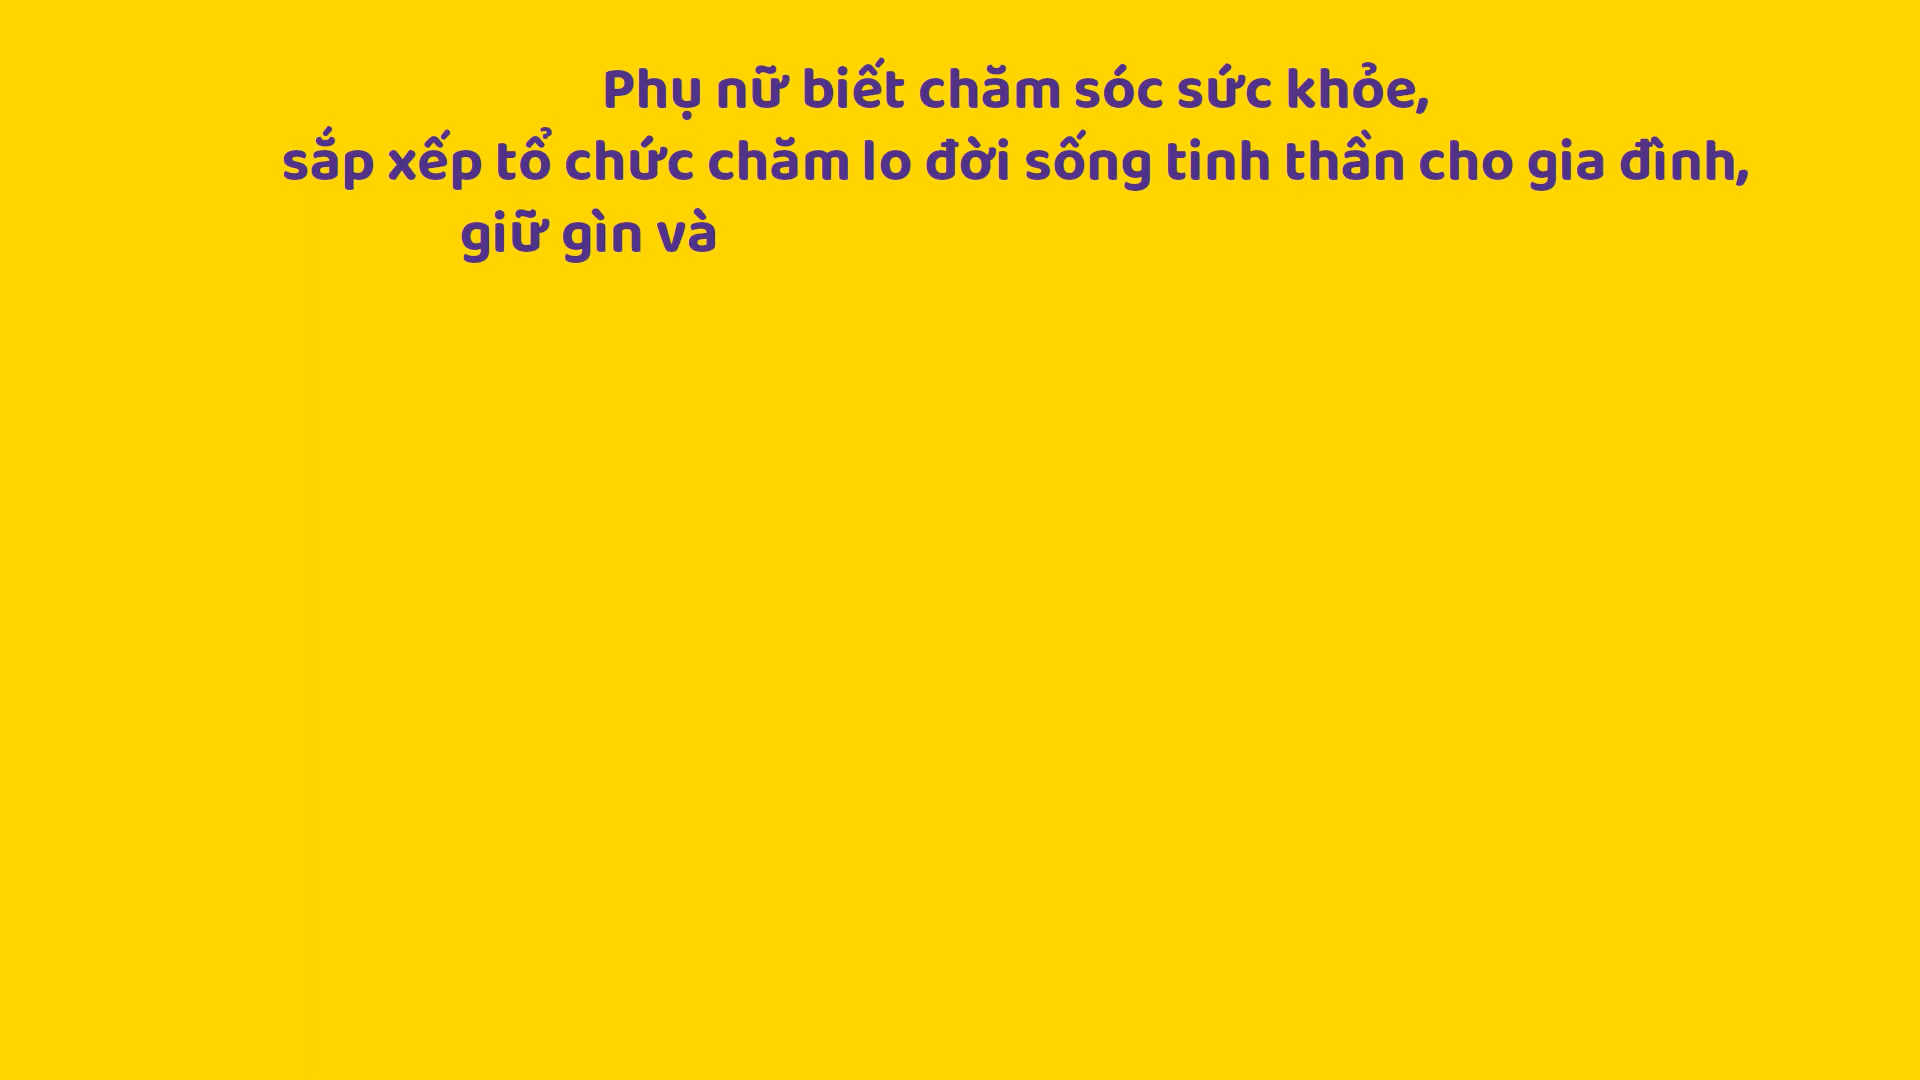 Phụ nữ biết chăm sóc sức khỏe,
sắp xếp tổ chức chăm lo đời sống tinh thần cho gia đình,
giữ gìn và